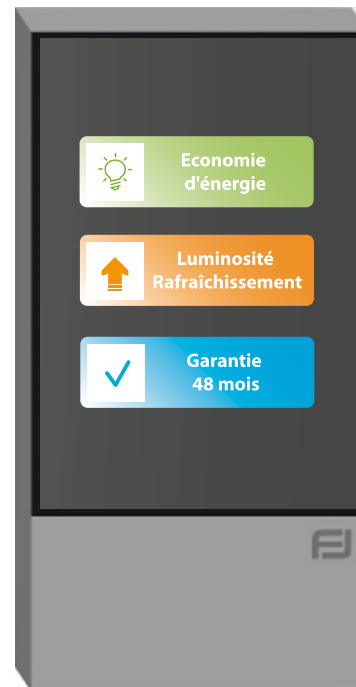 Economie
d'énergie
Luminosité
Rafraîchissement
Garantie
48 mois